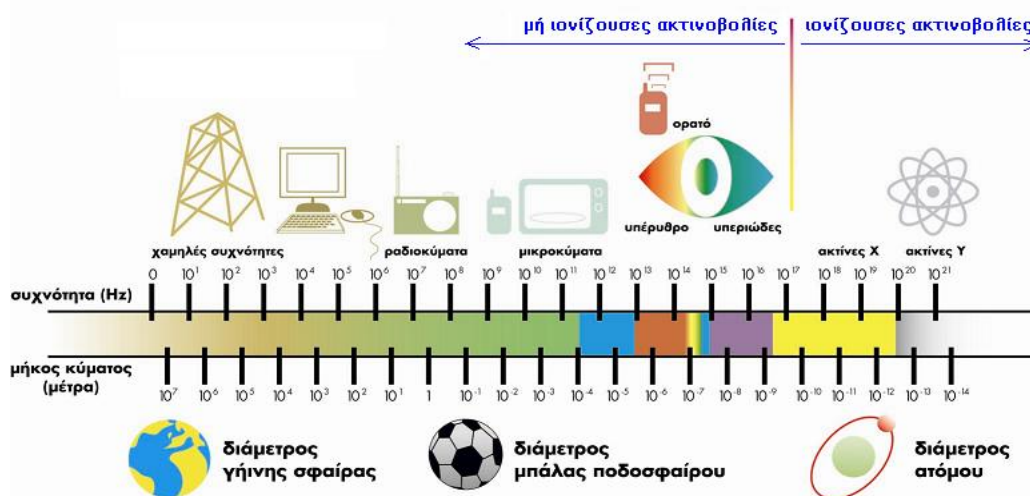 μή ιονίζουσες ακτινοβολίες
ιονίζουσες ακτινοβολίες
ορατό
υπέρυθρο
υπεριώδες
χαμηλές συχνότητες
ραδιοκύματα
μικροκύματα
ακτίνες Χ
ακτίνες Υ
0 10¹ 10² 10³ 10⁴ 10⁵ 10⁶ 10⁷ 10⁸ 10⁹ 10¹⁰ 10¹¹ 10¹² 10¹³ 10¹⁴ 10¹⁵ 10¹⁶ 10¹⁷ 10¹⁸ 10¹⁹ 10²⁰ 10²¹
συχνότητα (Hz)
μήκος κύματος
(μέτρα)
10⁷ 10⁶ 10⁵ 10⁴ 10³ 10² 10¹ 1 10⁻¹ 10⁻² 10⁻³ 10⁻⁴ 10⁻⁵ 10⁻⁶ 10⁻⁷ 10⁻⁸ 10⁻⁹ 10⁻¹⁰ 10⁻¹¹ 10⁻¹² 10⁻¹³ 10⁻¹⁴
διάμετρος
γήινης σφαίρας
διάμετρος
μπάλας ποδοσφαίρου
διάμετρος
ατόμου